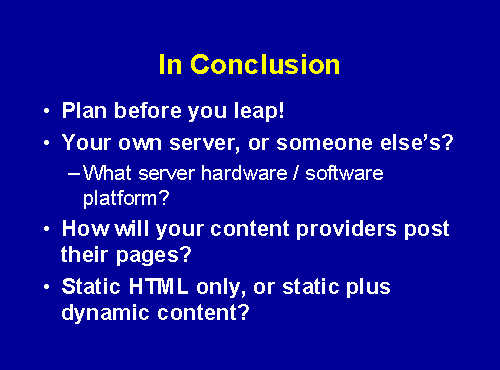 In Conclusion
• Plan before you leap!
• Your own server, or someone else's?
–What server hardware / software
platform?
• How will your content providers post
their pages?
• Static HTML only, or static plus
dynamic content?